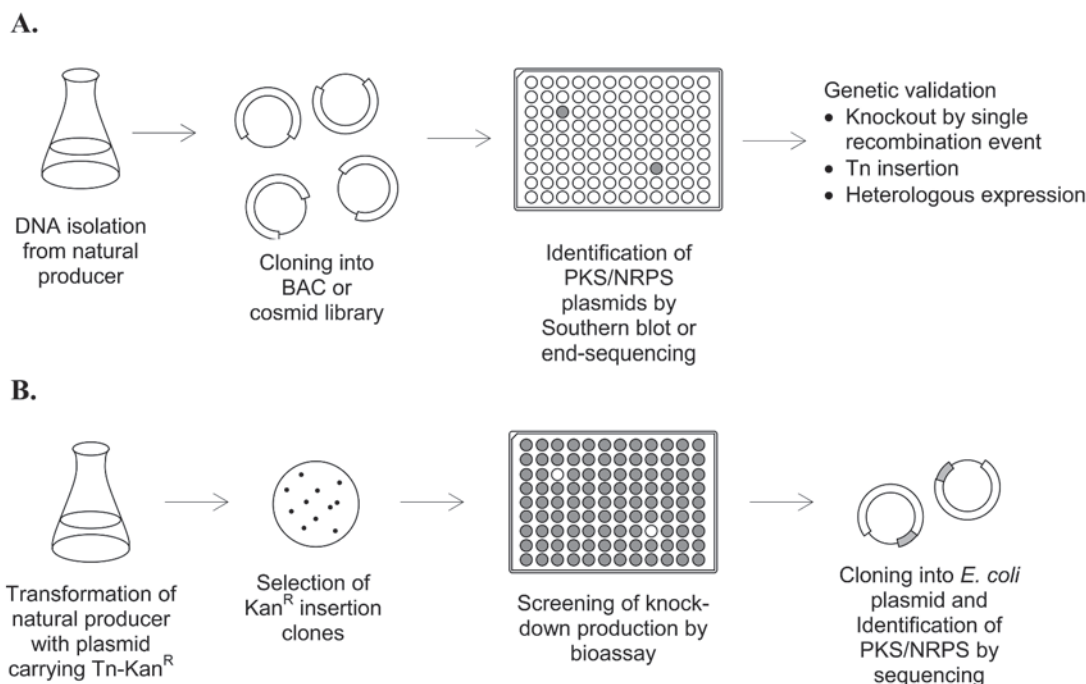 A.
DNA isolation
from natural
producer
Cloning into
BAC or
cosmid library
Identification of
PKS/NRPS
plasmids by
Southern blot or
end-sequencing
Genetic validation
• Knockout by single
recombination event
• Tn insertion
• Heterologous expression
B.
Transformation of
natural producer
with plasmid
carrying Tn-Kan^R
Selection of
Kan^R insertion
clones
Screening of knock-
down production by
bioassay
Cloning into E. coli
plasmid and
Identification of
PKS/NRPS by
sequencing